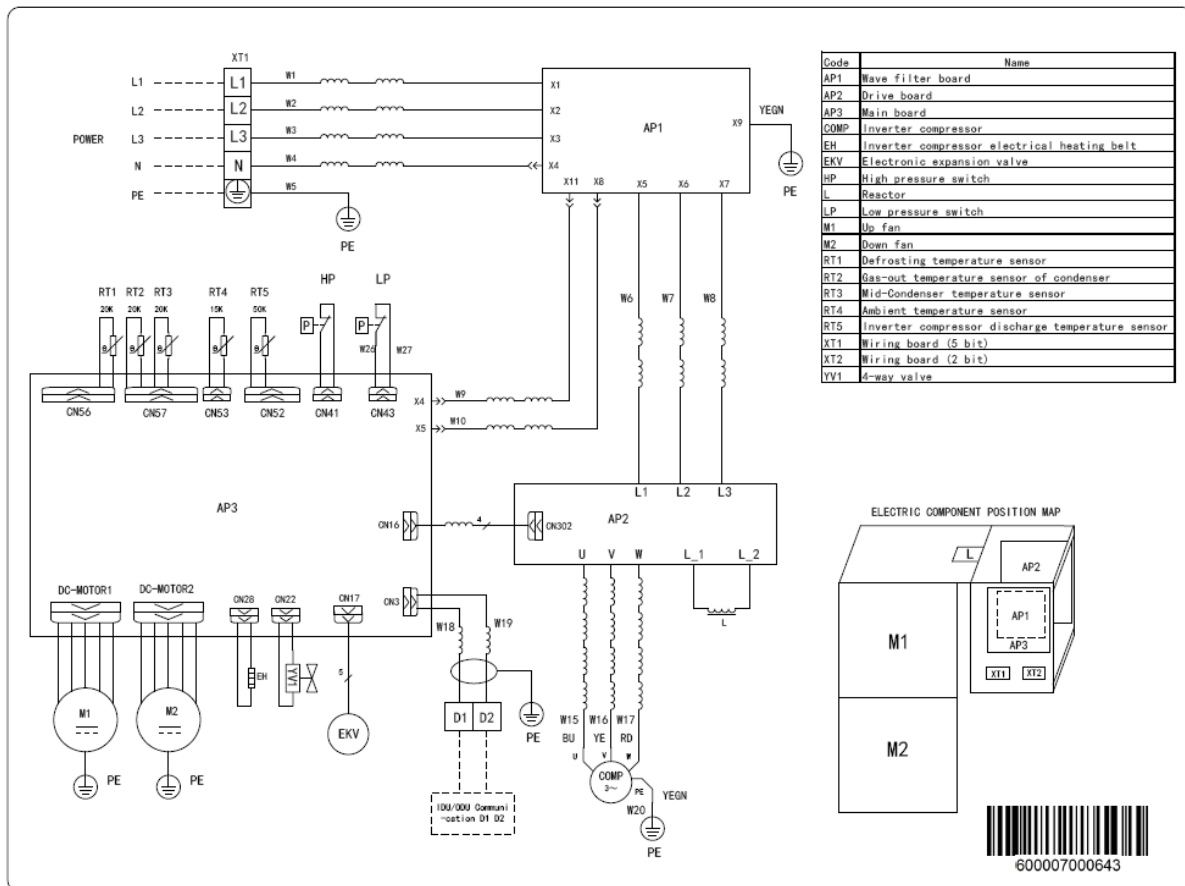 XT1
L1 L1 W1 X1
L2 L2 W2 X2
POWER L3 L3 W3 X3
N N W4 X4
PE W5
PE
AP1
X9 YEGN
PE
X11 X8 X5 X6 X7
Code Name
AP1 Wave filter board
AP2 Drive board
AP3 Main board
COMP Inverter compressor
EH Inverter compressor electrical heating belt
EKV Electronic expansion valve
HP High pressure switch
L Reactor
LP Low pressure switch
M1 Up fan
M2 Down fan
RT1 Defrosting temperature sensor
RT2 Gas-out temperature sensor of condenser
RT3 Mid-Condenser temperature sensor
RT4 Ambient temperature sensor
RT5 Inverter compressor discharge temperature sensor
XT1 Wiring board (5 bit)
XT2 Wiring board (2 bit)
YV1 4-way valve
RT1 RT2 RT3 RT4 RT5 HP LP
20K 20K 20K 15K 50K
θ θ θ θ θ P P
W26 W27
W6 W7 W8
CN56 CN57 CN53 CN52 CN41 CN43
X4 W9
X5 W10
AP3
CN16 4 CN302
L1 L2 L3
AP2
U V W L_1 L_2
L
DC-MOTOR1 DC-MOTOR2 CN28 CN22 CN17 CN3
W18 W19
EH YV1 5
M1 M2 EKV
PE PE
D1 D2
PE
IDU/ODU Communi
-cation D1 D2
W15 W16 W17
BU YE RD
U V W
COMP
3～
PE YEGN
W20
PE
ELECTRIC COMPONENT POSITION MAP
L
AP2
AP1
AP3
XT1 XT2
M1
M2
600007000643